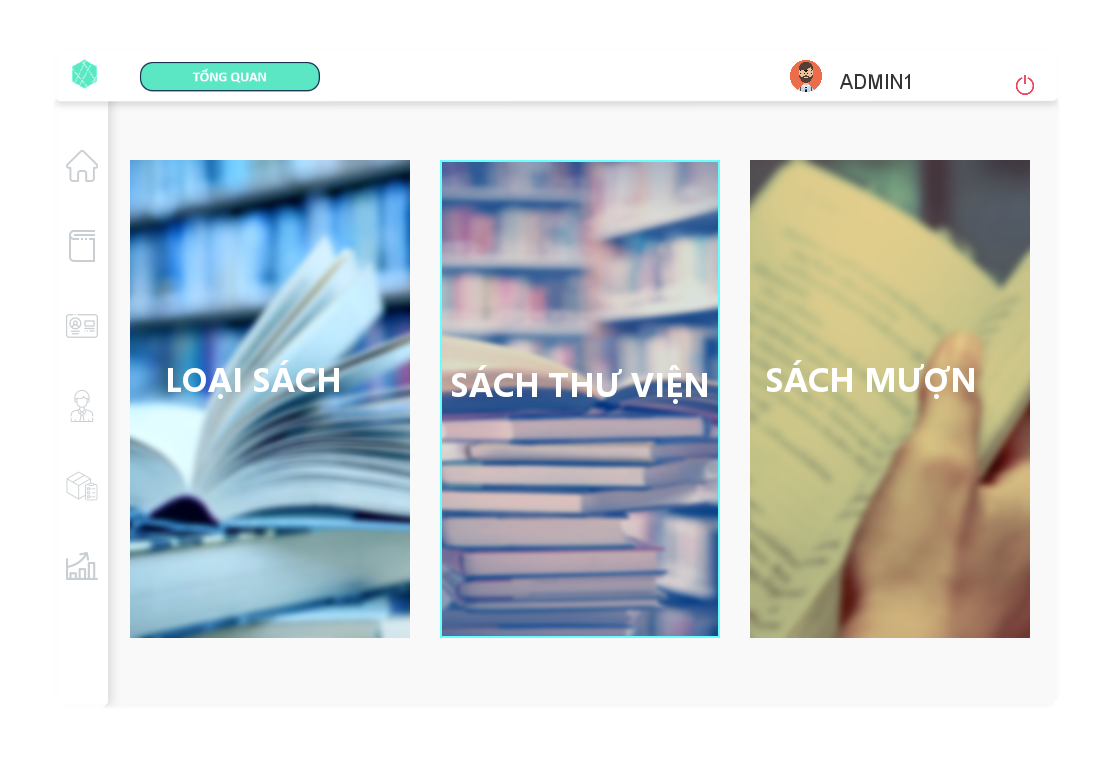 TỔNG QUAN
ADMIN1
LOẠI SÁCH
SÁCH THƯ VIỆN
SÁCH MƯỢN